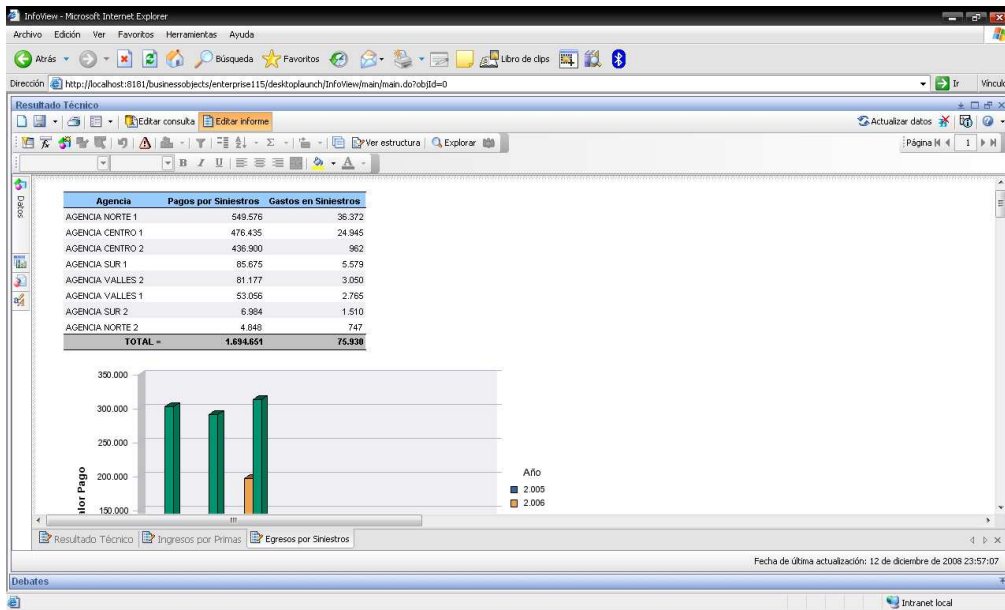 InfoView - Microsoft Internet Explorer
Archivo Edición Ver Favoritos Herramientas Ayuda
Atrás Búsqueda Favoritos Libro de clips
Dirección http://localhost:8181/businessobjects/enterprise115/desktoplaunch/InfoView/main/main.do?objId=0 Ir Vínculo
Resultado Técnico
Editar consulta Editar informe Actualizar datos
Ver estructura Explorar Página 1
B I U A
Datos
Agencia Pagos por Siniestros Gastos en Siniestros
AGENCIA NORTE 1 549.576 36.372
AGENCIA CENTRO 1 476.435 24.945
AGENCIA CENTRO 2 436.900 962
AGENCIA SUR 1 85.675 5.579
AGENCIA VALLES 2 81.177 3.050
AGENCIA VALLES 1 53.056 2.765
AGENCIA SUR 2 6.984 1.510
AGENCIA NORTE 2 4.848 747
TOTAL = 1.694.651 75.930
350.000
300.000
250.000
200.000
150.000
alor Pago
Año
2.005
2.006
Resultado Técnico Ingresos por Primas Egresos por Siniestros
Fecha de última actualización: 12 de diciembre de 2008 23:57:07
Debates
Intranet local